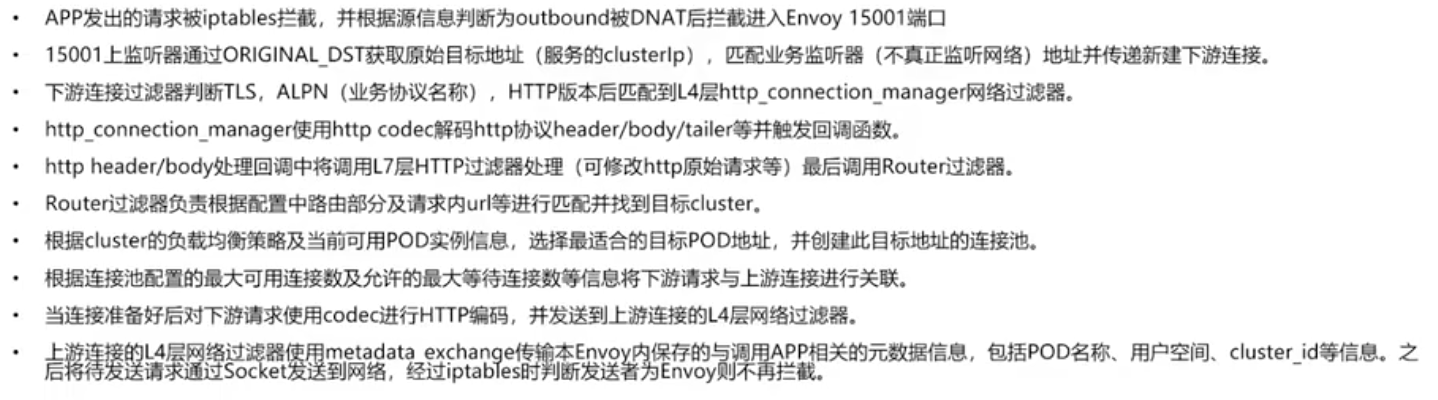 • APP发出的请求被iptables拦截，并根据源信息判断为outbound被DNAT后拦截进入Envoy 15001端口
• 15001上监听器通过ORIGINAL_DST获取原始目标地址（服务的clusterIp），匹配业务监听器（不真正监听网络）地址并传递新建下游连接。
• 下游连接过滤器判断TLS，ALPN（业务协议名称），HTTP版本后匹配到L4层http_connection_manager网络过滤器。
• http_connection_manager使用http codec解码http协议header/body/tailer等并触发回调函数。
• http header/body处理回调中将调用L7层HTTP过滤器处理（可修改http原始请求等）最后调用Router过滤器。
• Router过滤器负责根据配置中路由部分及请求内url等进行匹配并找到目标cluster。
• 根据cluster的负载均衡策略及当前可用POD实例信息，选择最适合的目标POD地址，并创建此目标地址的连接池。
• 根据连接池配置的最大可用连接数及允许的最大等待连接数等信息将下游请求与上游连接进行关联。
• 当连接准备好后对下游请求使用codec进行HTTP编码，并发送到上游连接的L4层网络过滤器。
• 上游连接的L4层网络过滤器使用metadata_exchange传输本Envoy内保存的与调用APP相关的元数据信息，包括POD名称、用户空间、cluster_id等信息。之
后将待发送请求通过Socket发送到网络，经过iptables时判断发送者为Envoy则不再拦截。